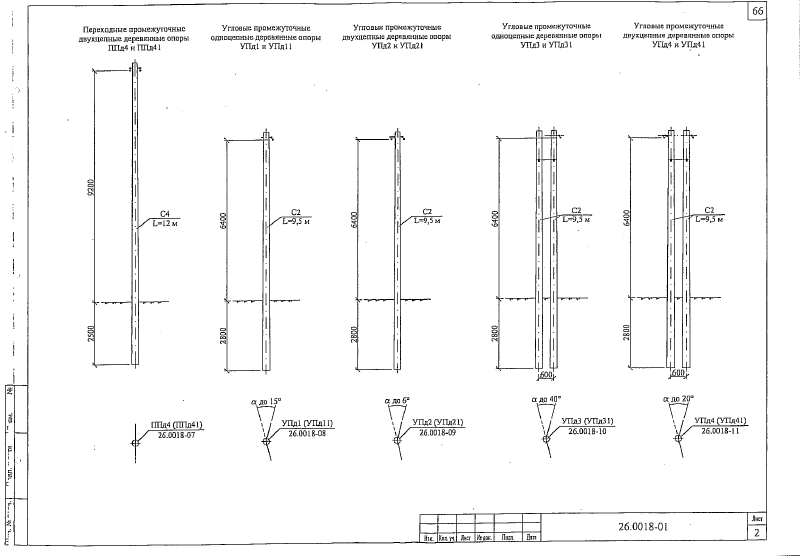 66
Переходные промежуточные
двухцепные деревянные опоры
ППд4 и ППд41
Угловые промежуточные
одноцепные деревянные опоры
УПд1 и УПд11
Угловые промежуточные
двухцепные деревянные опоры
УПд2 и УПд21
Угловые промежуточные
одноцепные деревянные опоры
УПд3 и УПд31
Угловые промежуточные
двухцепные деревянные опоры
УПд4 и УПд41
9200
2500
С4
L=12 м
6400
2800
С2
L=9,5 м
6400
2800
С2
L=9,5 м
6400
2800
С2
L=9,5 м
600
6400
2800
С2
L=9,5 м
600
ППд4 (ППд41)
26.0018-07
α до 15°
УПд1 (УПд11)
26.0018-08
α до 6°
УПд2 (УПд21)
26.0018-09
α до 40°
УПд3 (УПд31)
26.0018-10
α до 20°
УПд4 (УПд41)
26.0018-11
Изм. Кол. уч. Лист № док. Подп. Дата
26.0018-01
Лист
2